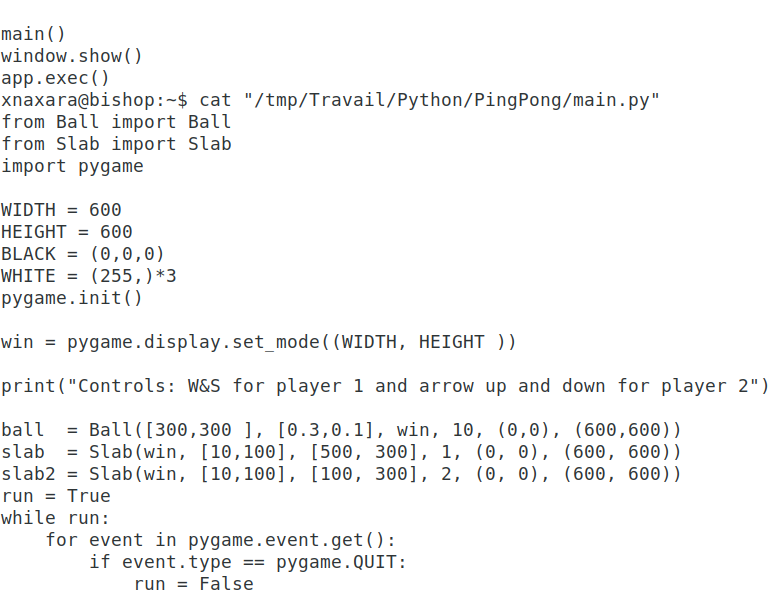 main()
window.show()
app.exec()
xnaxara@bishop:~$ cat "/tmp/Travail/Python/PingPong/main.py"
from Ball import Ball
from Slab import Slab
import pygame

WIDTH = 600
HEIGHT = 600
BLACK = (0,0,0)
WHITE = (255,)*3
pygame.init()

win = pygame.display.set_mode((WIDTH, HEIGHT ))

print("Controls: W&S for player 1 and arrow up and down for player 2")

ball  = Ball([300,300 ], [0.3,0.1], win, 10, (0,0), (600,600))
slab  = Slab(win, [10,100], [500, 300], 1, (0, 0), (600, 600))
slab2 = Slab(win, [10,100], [100, 300], 2, (0, 0), (600, 600))
run = True
while run:
    for event in pygame.event.get():
        if event.type == pygame.QUIT:
            run = False